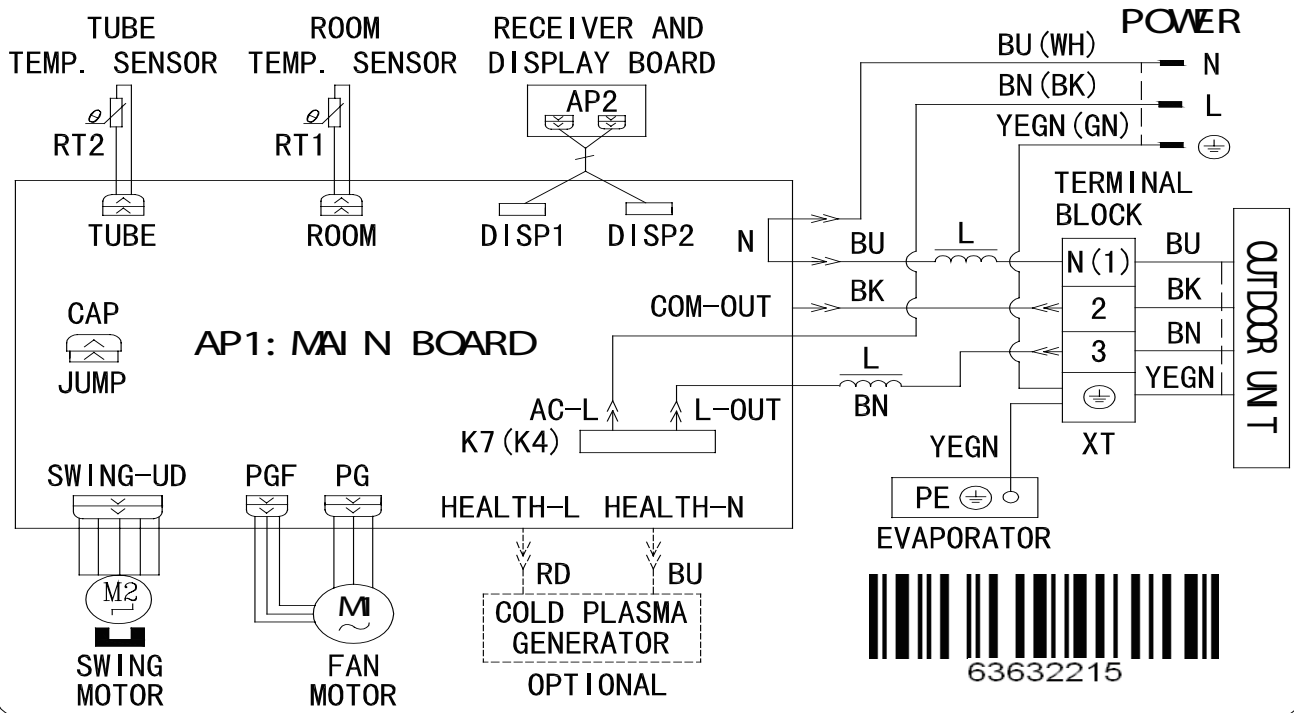 TUBE
TEMP. SENSOR
ROOM
TEMP. SENSOR
RECEIVER AND
DISPLAY BOARD
POWER
AP2
BU(WH)
N
BN(BK)
L
YEGN(GN)
θ
RT2
θ
RT1
TUBE
ROOM
DISP1
DISP2
TERMINAL
BLOCK
N
BU
L
N(1)
BU
COM-OUT
BK
2
BK
3
BN
YEGN
OUTDOOR UNIT
CAP
JUMP
AP1: MAIN BOARD
L
BN
AC-L
L-OUT
K7(K4)
XT
YEGN
PE
EVAPORATOR
SWING-UD
PGF
PG
HEALTH-L
HEALTH-N
RD
BU
M2
M1
COLD PLASMA
GENERATOR
OPTIONAL
SWING
MOTOR
FAN
MOTOR
63632215